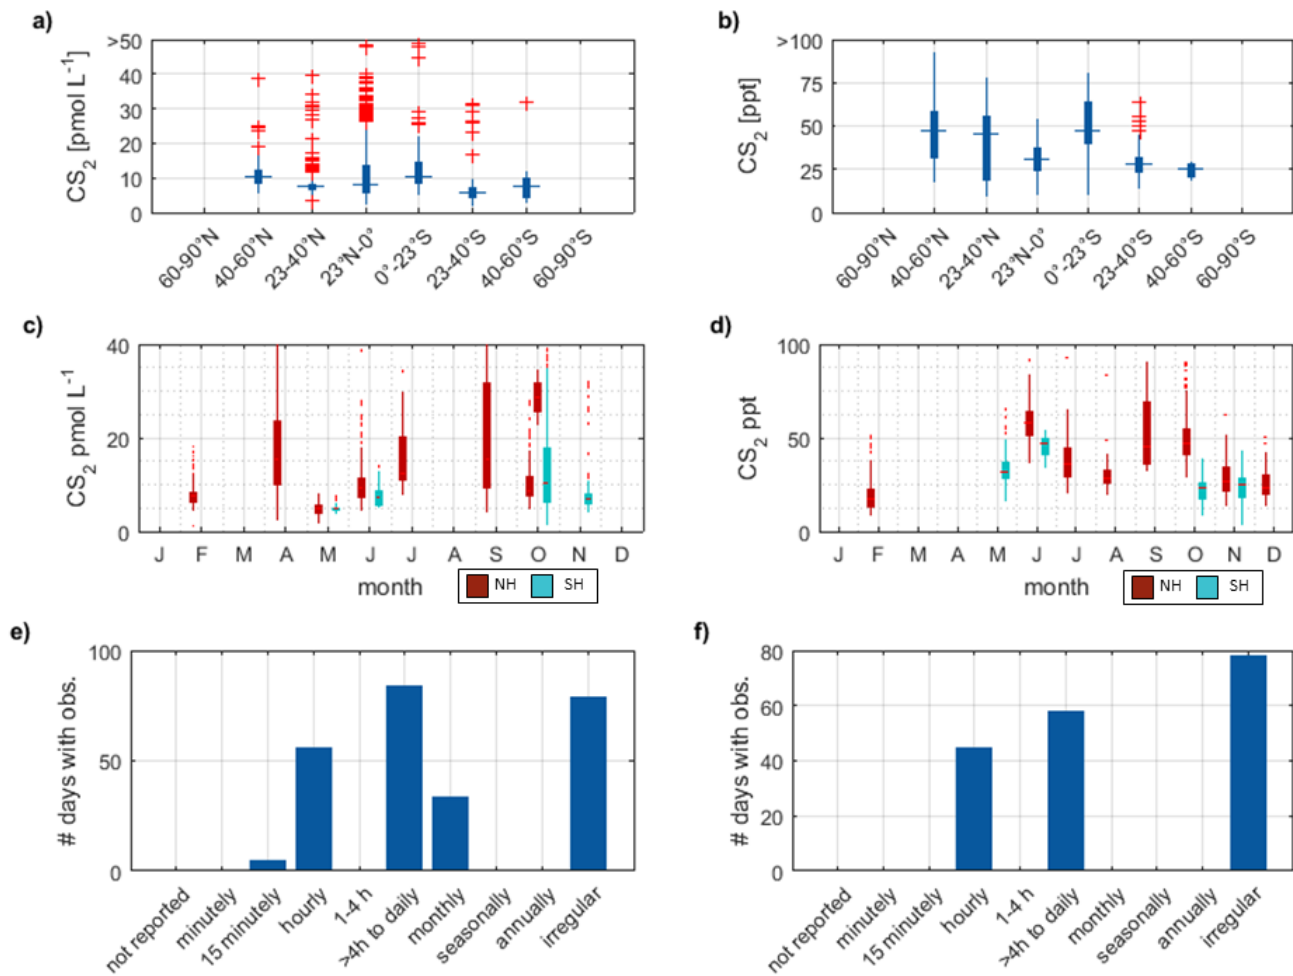 a)
CS2 [pmol L-1]
>50
40
30
20
10
0
60-90°N
40-60°N
23-40°N
23°N-0°
0°-23°S
23-40°S
40-60°S
60-90°S
b)
CS2 [ppt]
>100
75
50
25
0
60-90°N
40-60°N
23-40°N
23°N-0°
0°-23°S
23-40°S
40-60°S
60-90°S
c)
CS2 pmol L-1
40
20
0
J F M A M J J A S O N D
month
NH SH
d)
CS2 ppt
100
50
0
J F M A M J J A S O N D
month
NH SH
e)
# days with obs.
100
50
0
not reported
minutely
15 minutely
hourly
1-4 h
>4h to daily
monthly
seasonally
annually
irregular
f)
# days with obs.
80
60
40
20
0
not reported
minutely
15 minutely
hourly
1-4 h
>4h to daily
monthly
seasonally
annually
irregular